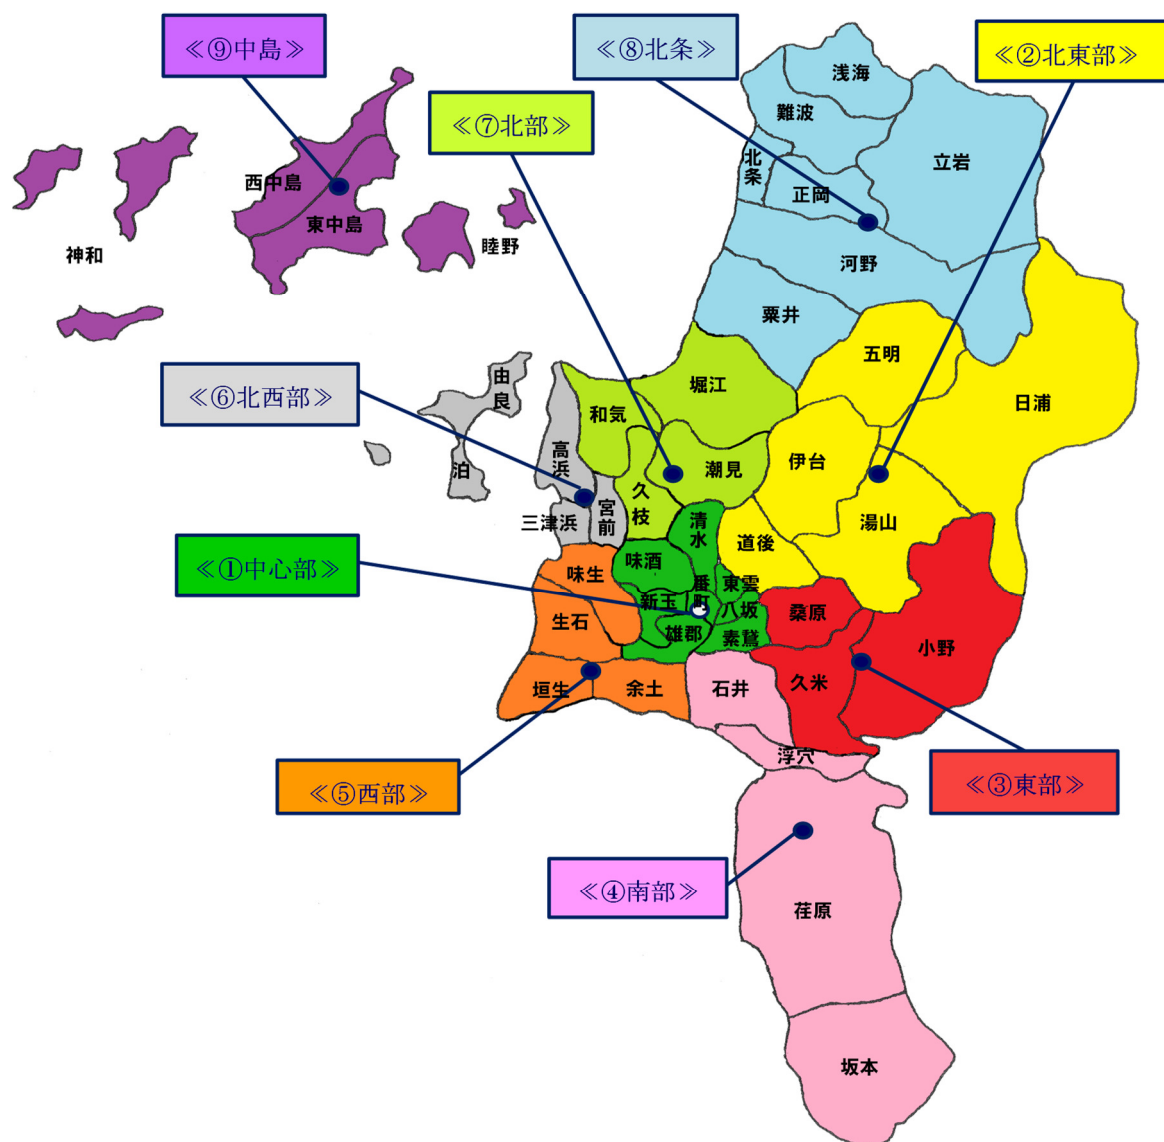 ≪⑨中島≫
≪⑧北条≫
≪②北東部≫
≪⑦北部≫
浅海
難波
北条
正岡
立岩
西中島
東中島
神和
睦野
河野
粟井
五明
日浦
≪⑥北西部≫
由良
泊
高浜
和気
堀江
潮見
伊台
久枝
宮前
三津浜
清水
湯山
道後
≪①中心部≫
味生
味酒
番町
東雲
新玉
八坂
生石
雄郡
素鵞
桑原
小野
垣生
余土
石井
久米
浮穴
≪⑤西部≫
≪③東部≫
≪④南部≫
荏原
坂本